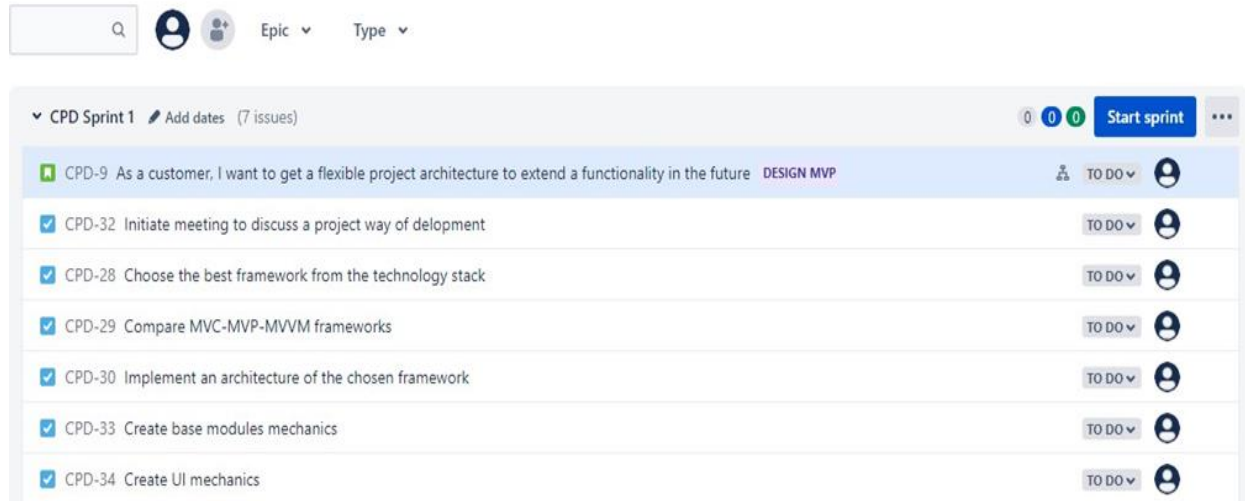 Epic Type
CPD Sprint 1 Add dates (7 issues) 0 0 0 Start sprint
CPD-9 As a customer, I want to get a flexible project architecture to extend a functionality in the future DESIGN MVP TO DO
CPD-32 Initiate meeting to discuss a project way of delopment TO DO
CPD-28 Choose the best framework from the technology stack TO DO
CPD-29 Compare MVC-MVP-MVVM frameworks TO DO
CPD-30 Implement an architecture of the chosen framework TO DO
CPD-33 Create base modules mechanics TO DO
CPD-34 Create UI mechanics TO DO